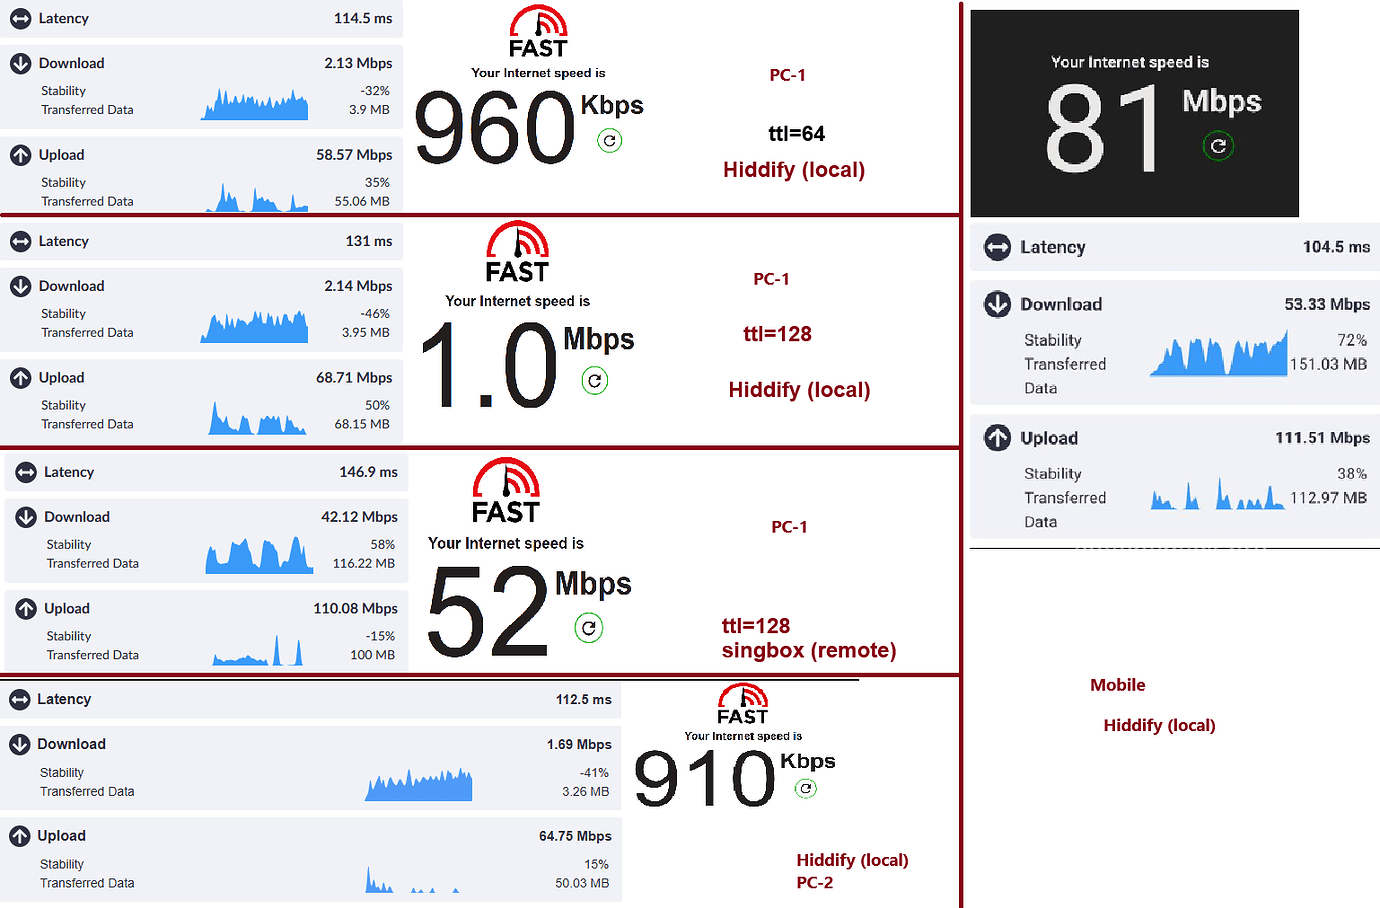 Latency 114.5 ms
Download 2.13 Mbps
Stability -32%
Transferred Data 3.9 MB
Upload 58.57 Mbps
Stability 35%
Transferred Data 55.06 MB
FAST
Your Internet speed is
960 Kbps
PC-1
ttl=64
Hiddify (local)
Latency 131 ms
Download 2.14 Mbps
Stability -46%
Transferred Data 3.95 MB
Upload 68.71 Mbps
Stability 50%
Transferred Data 68.15 MB
FAST
Your Internet speed is
1.0 Mbps
PC-1
ttl=128
Hiddify (local)
Latency 146.9 ms
Download 42.12 Mbps
Stability 58%
Transferred Data 116.22 MB
Upload 110.08 Mbps
Stability -15%
Transferred Data 100 MB
FAST
Your Internet speed is
52 Mbps
PC-1
ttl=128
singbox (remote)
Latency 112.5 ms
Download 1.69 Mbps
Stability -41%
Transferred Data 3.26 MB
Upload 64.75 Mbps
Stability 15%
Transferred Data 50.03 MB
FAST
Your Internet speed is
910 Kbps
Hiddify (local)
PC-2
Your Internet speed is
81 Mbps
Latency 104.5 ms
Download 53.33 Mbps
Stability 72%
Transferred 151.03 MB
Data
Upload 111.51 Mbps
Stability 38%
Transferred 112.97 MB
Data
Mobile
Hiddify (local)